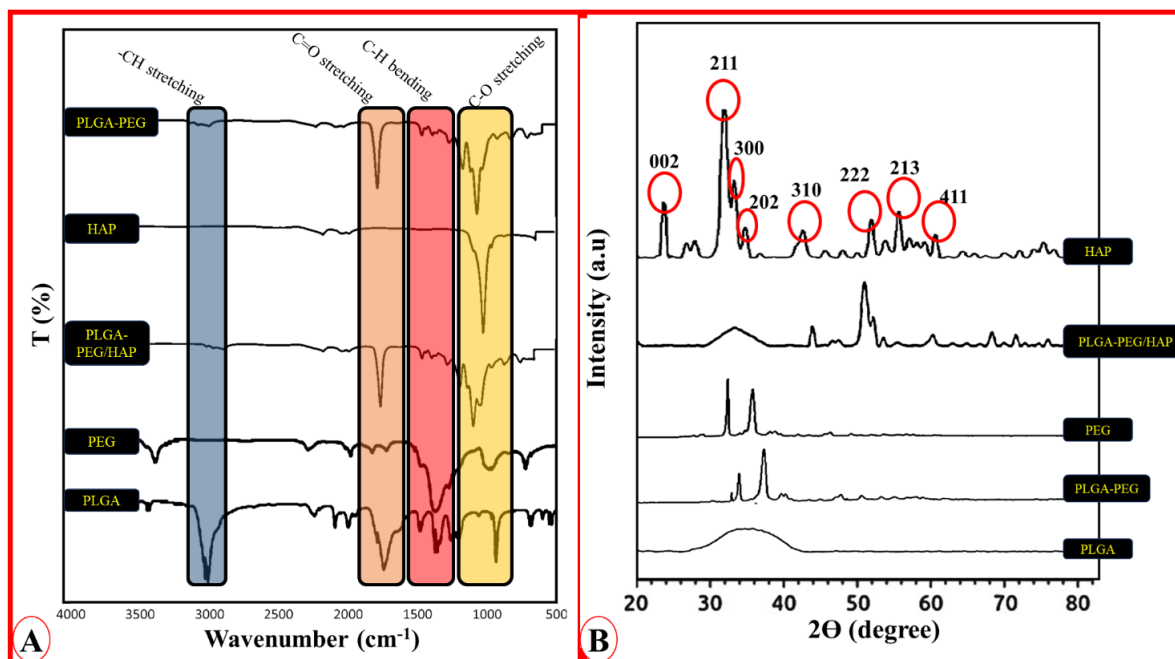 -CH stretching
C=O stretching
C-H bending
C-O stretching
PLGA-PEG
HAP
PLGA-
PEG/HAP
PEG
PLGA
T (%)
4000 3500 3000 2500 2000 1500 1000 500
Wavenumber (cm-1)
A
211
300
002
202
310
222
213
411
HAP
PLGA-PEG/HAP
PEG
PLGA-PEG
PLGA
Intensity (a.u)
20 30 40 50 60 70 80
2Θ (degree)
B